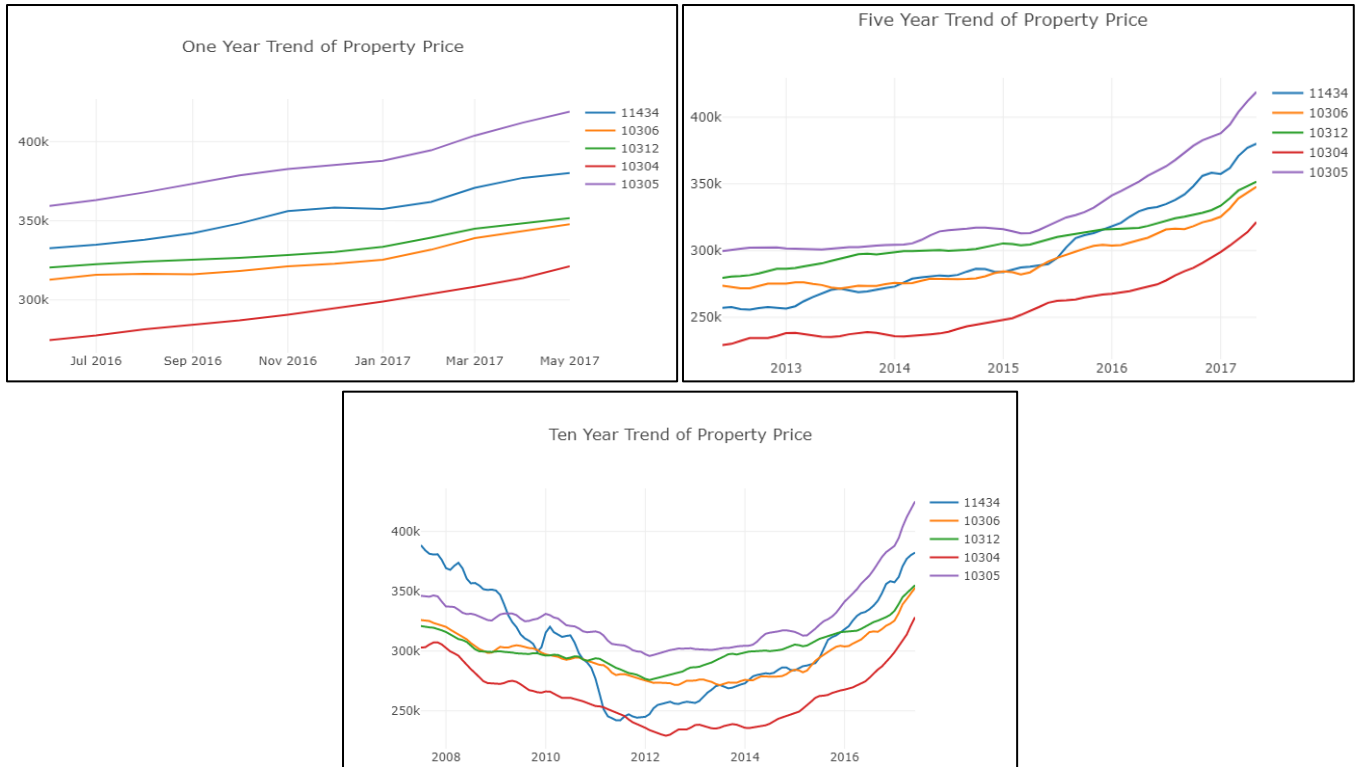 One Year Trend of Property Price
400k
350k
300k
Jul 2016 Sep 2016 Nov 2016 Jan 2017 Mar 2017 May 2017
11434
10306
10312
10304
10305
Five Year Trend of Property Price
400k
350k
300k
250k
2013 2014 2015 2016 2017
11434
10306
10312
10304
10305
Ten Year Trend of Property Price
400k
350k
300k
250k
2008 2010 2012 2014 2016
11434
10306
10312
10304
10305